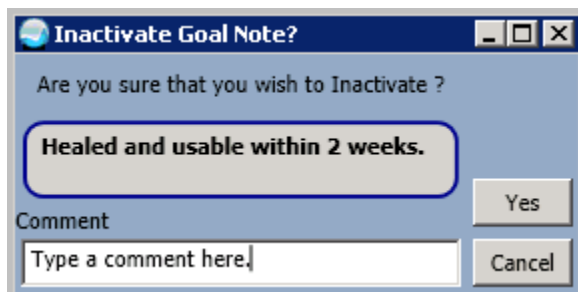 Inactivate Goal Note?
Are you sure that you wish to Inactivate ?
Healed and usable within 2 weeks.
Yes
Comment
Type a comment here.
Cancel